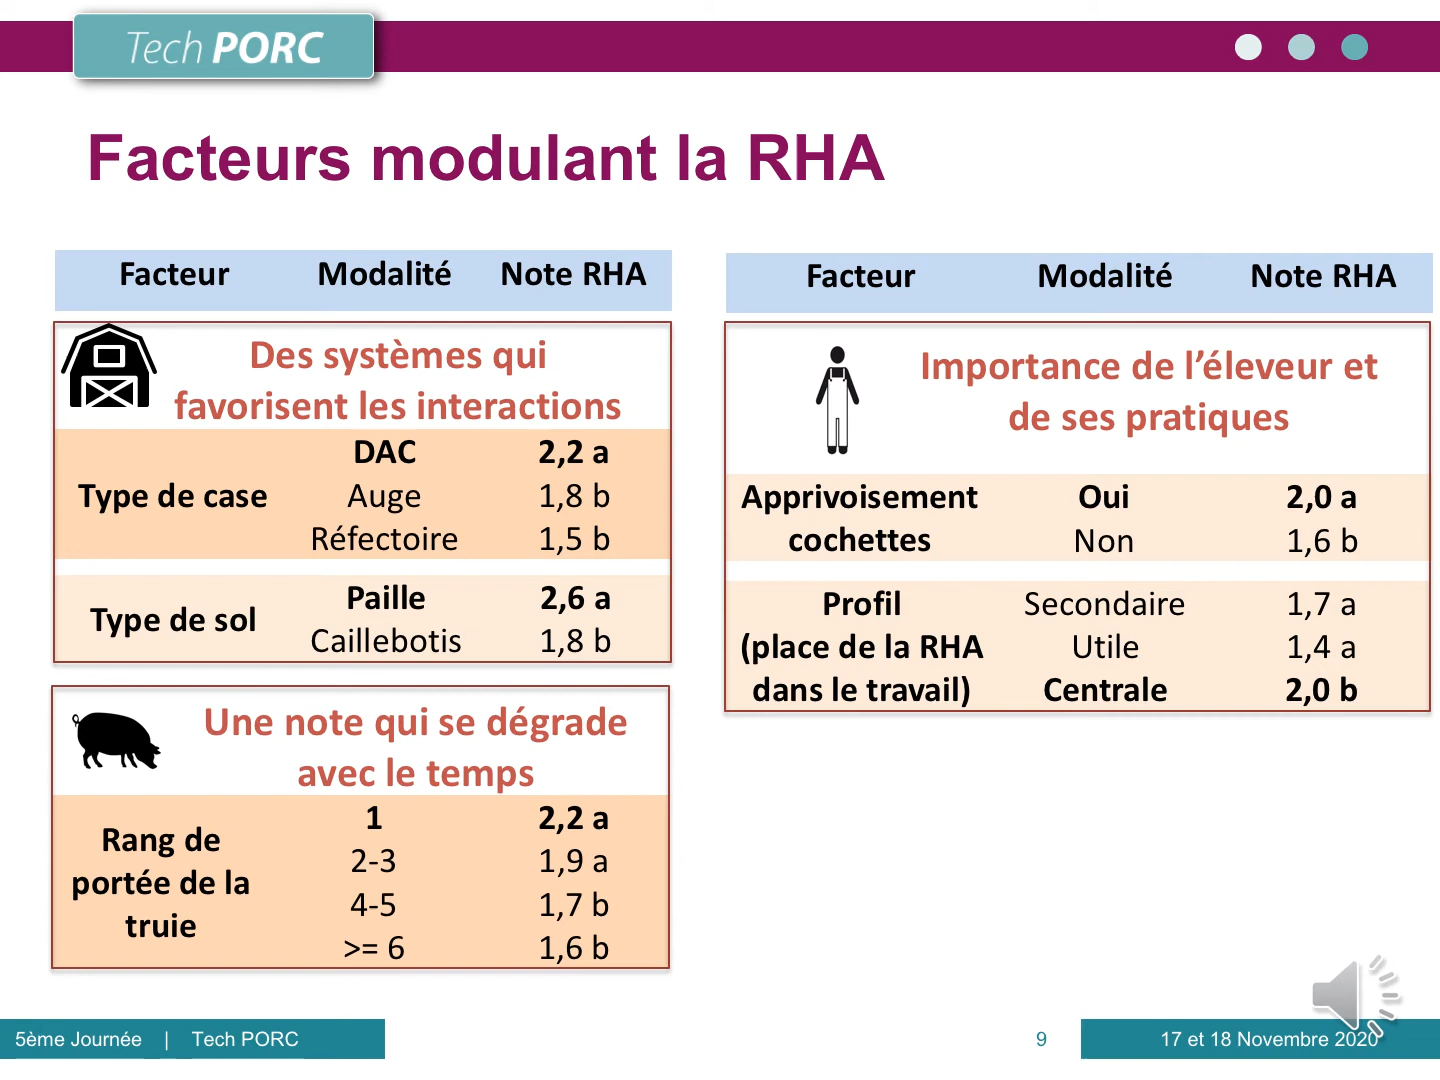 Tech PORC
Facteurs modulant la RHA
Facteur Modalité Note RHA
Des systèmes qui
favorisent les interactions
DAC 2,2 a
Type de case Auge 1,8 b
Réfectoire 1,5 b
Paille 2,6 a
Type de sol
Caillebotis 1,8 b
Une note qui se dégrade
avec le temps
1 2,2 a
Rang de
2-3 1,9 a
portée de la
4-5 1,7 b
truie
>= 6 1,6 b
Facteur Modalité Note RHA
Importance de l’éleveur et
de ses pratiques
Apprivoisement Oui 2,0 a
cochettes Non 1,6 b
Profil Secondaire 1,7 a
(place de la RHA Utile 1,4 a
dans le travail) Centrale 2,0 b
5ème Journée | Tech PORC
9
17 et 18 Novembre 2020